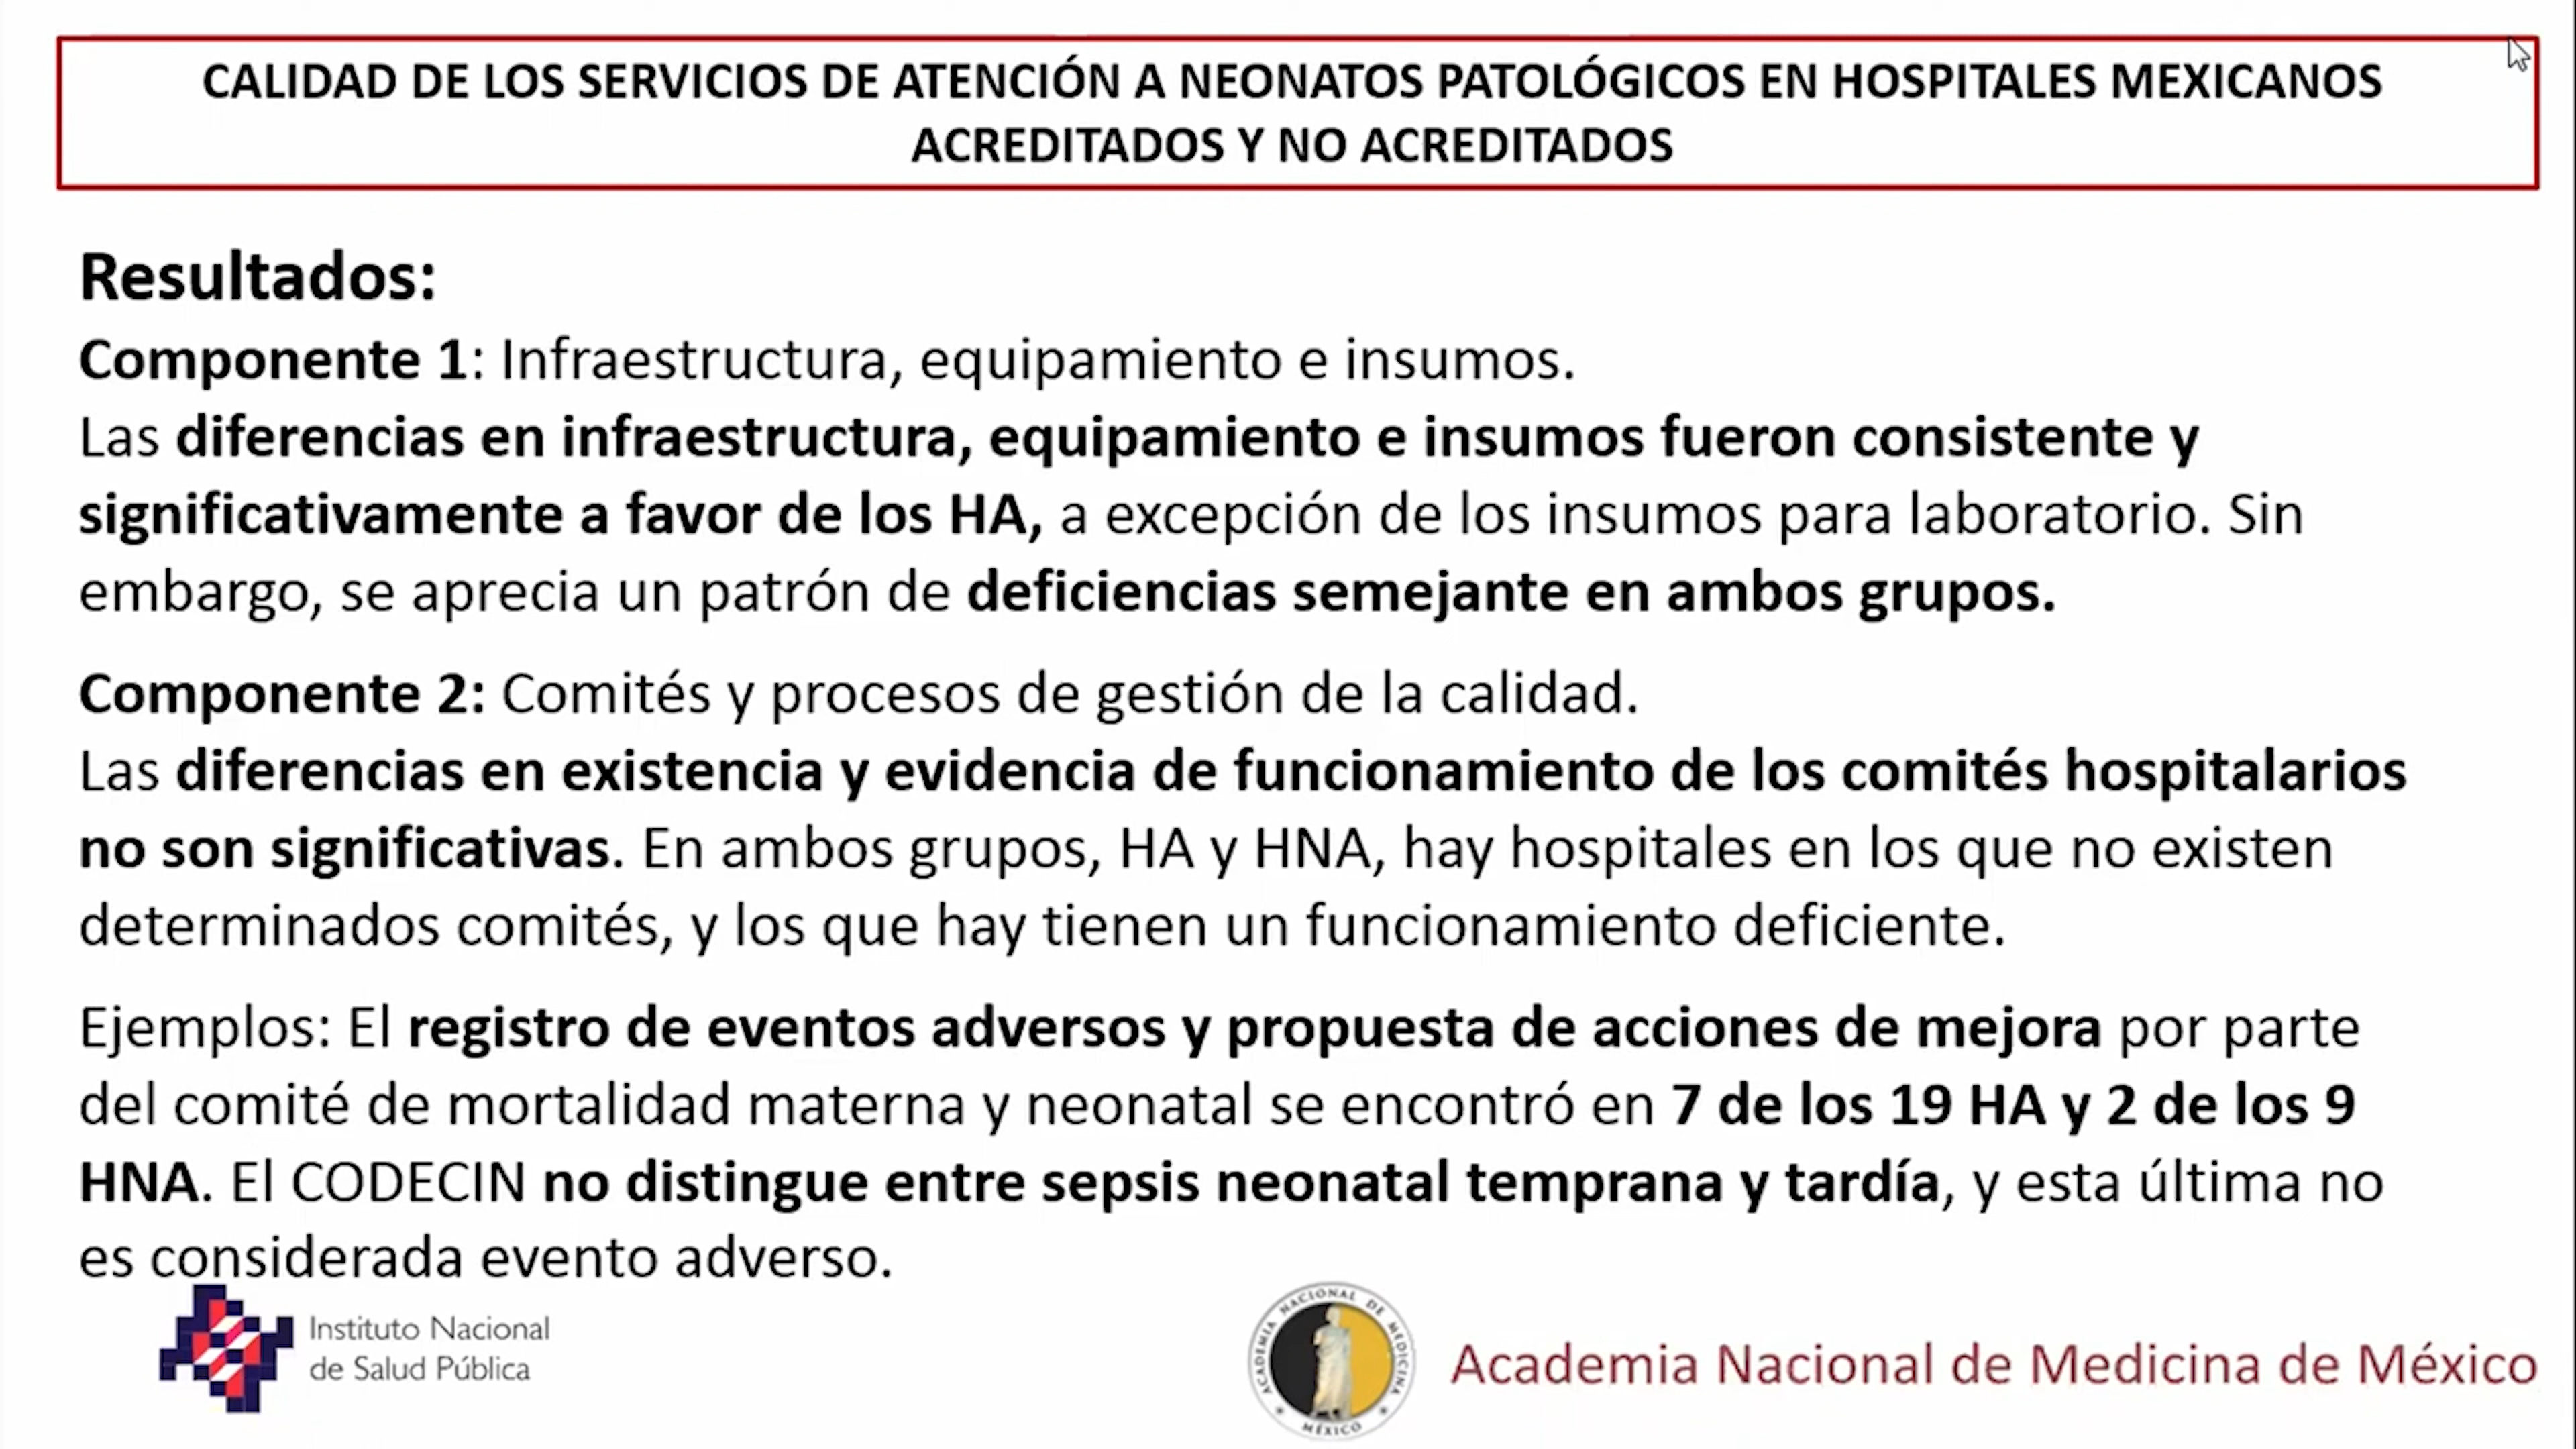 CALIDAD DE LOS SERVICIOS DE ATENCIÓN A NEONATOS PATOLÓGICOS EN HOSPITALES MEXICANOS
ACREDITADOS Y NO ACREDITADOS
Resultados:
Componente 1: Infraestructura, equipamiento e insumos.
Las diferencias en infraestructura, equipamiento e insumos fueron consistente y
significativamente a favor de los HA, a excepción de los insumos para laboratorio. Sin
embargo, se aprecia un patrón de deficiencias semejante en ambos grupos.
Componente 2: Comités y procesos de gestión de la calidad.
Las diferencias en existencia y evidencia de funcionamiento de los comités hospitalarios
no son significativas. En ambos grupos, HA y HNA, hay hospitales en los que no existen
determinados comités, y los que hay tienen un funcionamiento deficiente.
Ejemplos: El registro de eventos adversos y propuesta de acciones de mejora por parte
del comité de mortalidad materna y neonatal se encontró en 7 de los 19 HA y 2 de los 9
HNA. El CODECIN no distingue entre sepsis neonatal temprana y tardía, y esta última no
es considerada evento adverso.
Instituto Nacional
de Salud Pública
ACADEMIA NACIONAL DE MEDICINA
MÉXICO
Academia Nacional de Medicina de México